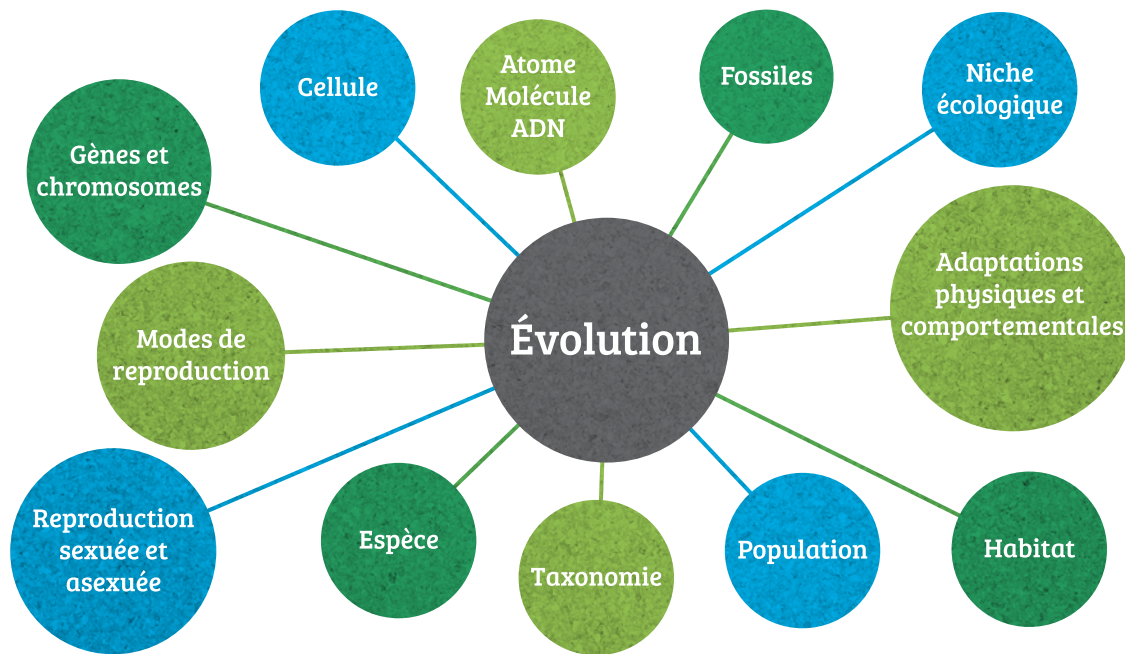 Cellule
Atome
Molécule
ADN
Fossiles
Niche
écologique
Gènes et
chromosomes
Adaptations
physiques et
comportementales
Évolution
Modes de
reproduction
Reproduction
sexuée et
asexuée
Espèce
Taxonomie
Population
Habitat